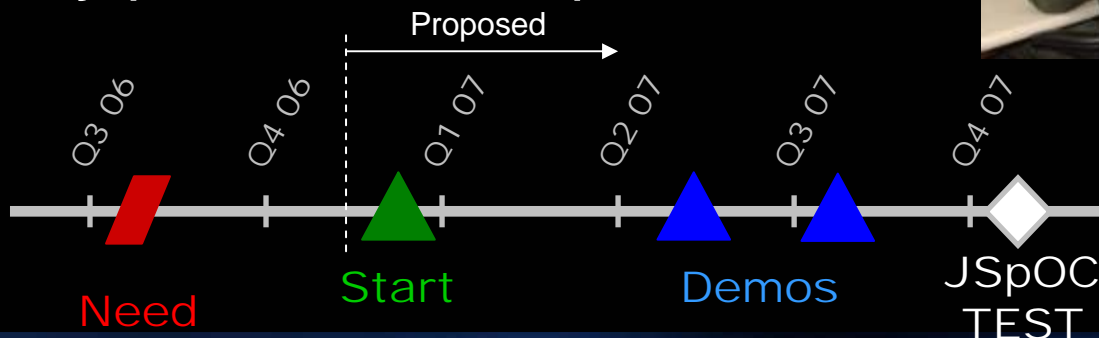 Proposed
Q3 06
Q4 06
Q1 07
Q2 07
Q3 07
Q4 07
Need
Start
Demos
JSpOC
TEST